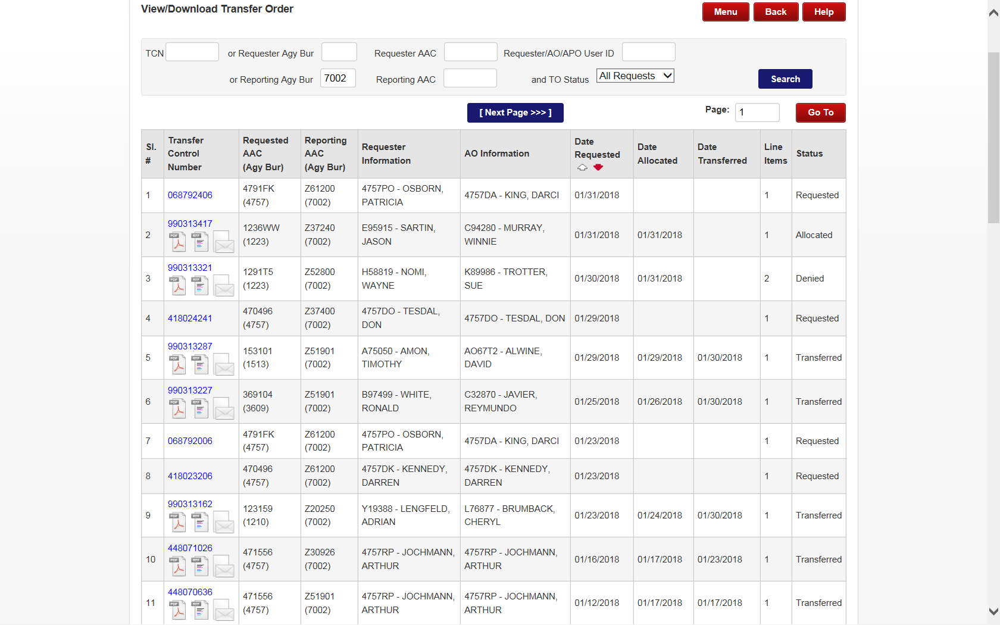 View/Download Transfer Order
Menu Back Help
TCN or Requester Agy Bur Requester AAC Requester/AO/APO User ID
or Reporting Agy Bur 7002 Reporting AAC and TO Status All Requests Search
[ Next Page >>> ] Page: 1 Go To
Sl. # Transfer Control Number Requested AAC (Agy Bur) Reporting AAC (Agy Bur) Requester Information AO Information Date Requested Date Allocated Date Transferred Line Items Status
1 068792406 4791FK (4757) Z61200 (7002) 4757PO - OSBORN, PATRICIA 4757DA - KING, DARCI 01/31/2018 1 Requested
2 990313417 PDF RTF 1236WW (1223) Z37240 (7002) E95915 - SARTIN, JASON C94280 - MURRAY, WINNIE 01/31/2018 01/31/2018 1 Allocated
3 990313321 PDF RTF 1291T5 (1223) Z52800 (7002) H58819 - NOMI, WAYNE K89986 - TROTTER, SUE 01/30/2018 01/31/2018 2 Denied
4 418024241 470496 (4757) Z37400 (7002) 4757DO - TESDAL, DON 4757DO - TESDAL, DON 01/29/2018 1 Requested
5 990313287 PDF RTF 153101 (1513) Z51901 (7002) A75050 - AMON, TIMOTHY AO67T2 - ALWINE, DAVID 01/29/2018 01/29/2018 01/30/2018 1 Transferred
6 990313227 PDF RTF 369104 (3609) Z51901 (7002) B97499 - WHITE, RONALD C32870 - JAVIER, REYMUNDO 01/25/2018 01/26/2018 01/30/2018 1 Transferred
7 068792006 4791FK (4757) Z61200 (7002) 4757PO - OSBORN, PATRICIA 4757DA - KING, DARCI 01/23/2018 1 Requested
8 418023206 470496 (4757) Z61200 (7002) 4757DK - KENNEDY, DARREN 4757DK - KENNEDY, DARREN 01/23/2018 1 Requested
9 990313162 PDF RTF 123159 (1210) Z20250 (7002) Y19388 - LENGFELD, ADRIAN L76877 - BRUMBACK, CHERYL 01/23/2018 01/24/2018 01/30/2018 1 Transferred
10 448071026 PDF RTF 471556 (4757) Z30926 (7002) 4757RP - JOCHMANN, ARTHUR 4757RP - JOCHMANN, ARTHUR 01/16/2018 01/17/2018 01/23/2018 1 Transferred
11 448070636 PDF RTF 471556 (4757) Z51901 (7002) 4757RP - JOCHMANN, ARTHUR 4757RP - JOCHMANN, ARTHUR 01/12/2018 01/17/2018 01/17/2018 1 Transferred